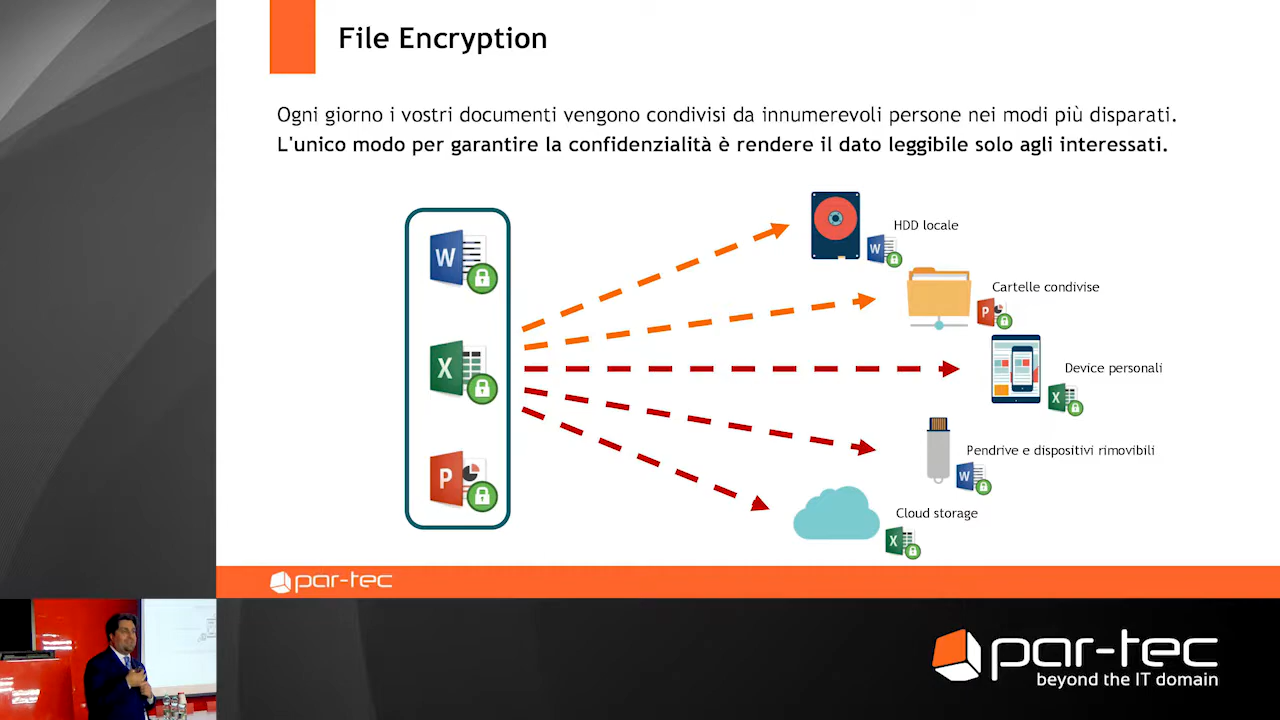 File Encryption
Ogni giorno i vostri documenti vengono condivisi da innumerevoli persone nei modi più disparati.
L'unico modo per garantire la confidenzialità è rendere il dato leggibile solo agli interessati.
W
X
P
HDD locale
W
Cartelle condivise
P
Device personali
X
Pendrive e dispositivi rimovibili
W
Cloud storage
X
par-tec
par-tec
beyond the IT domain